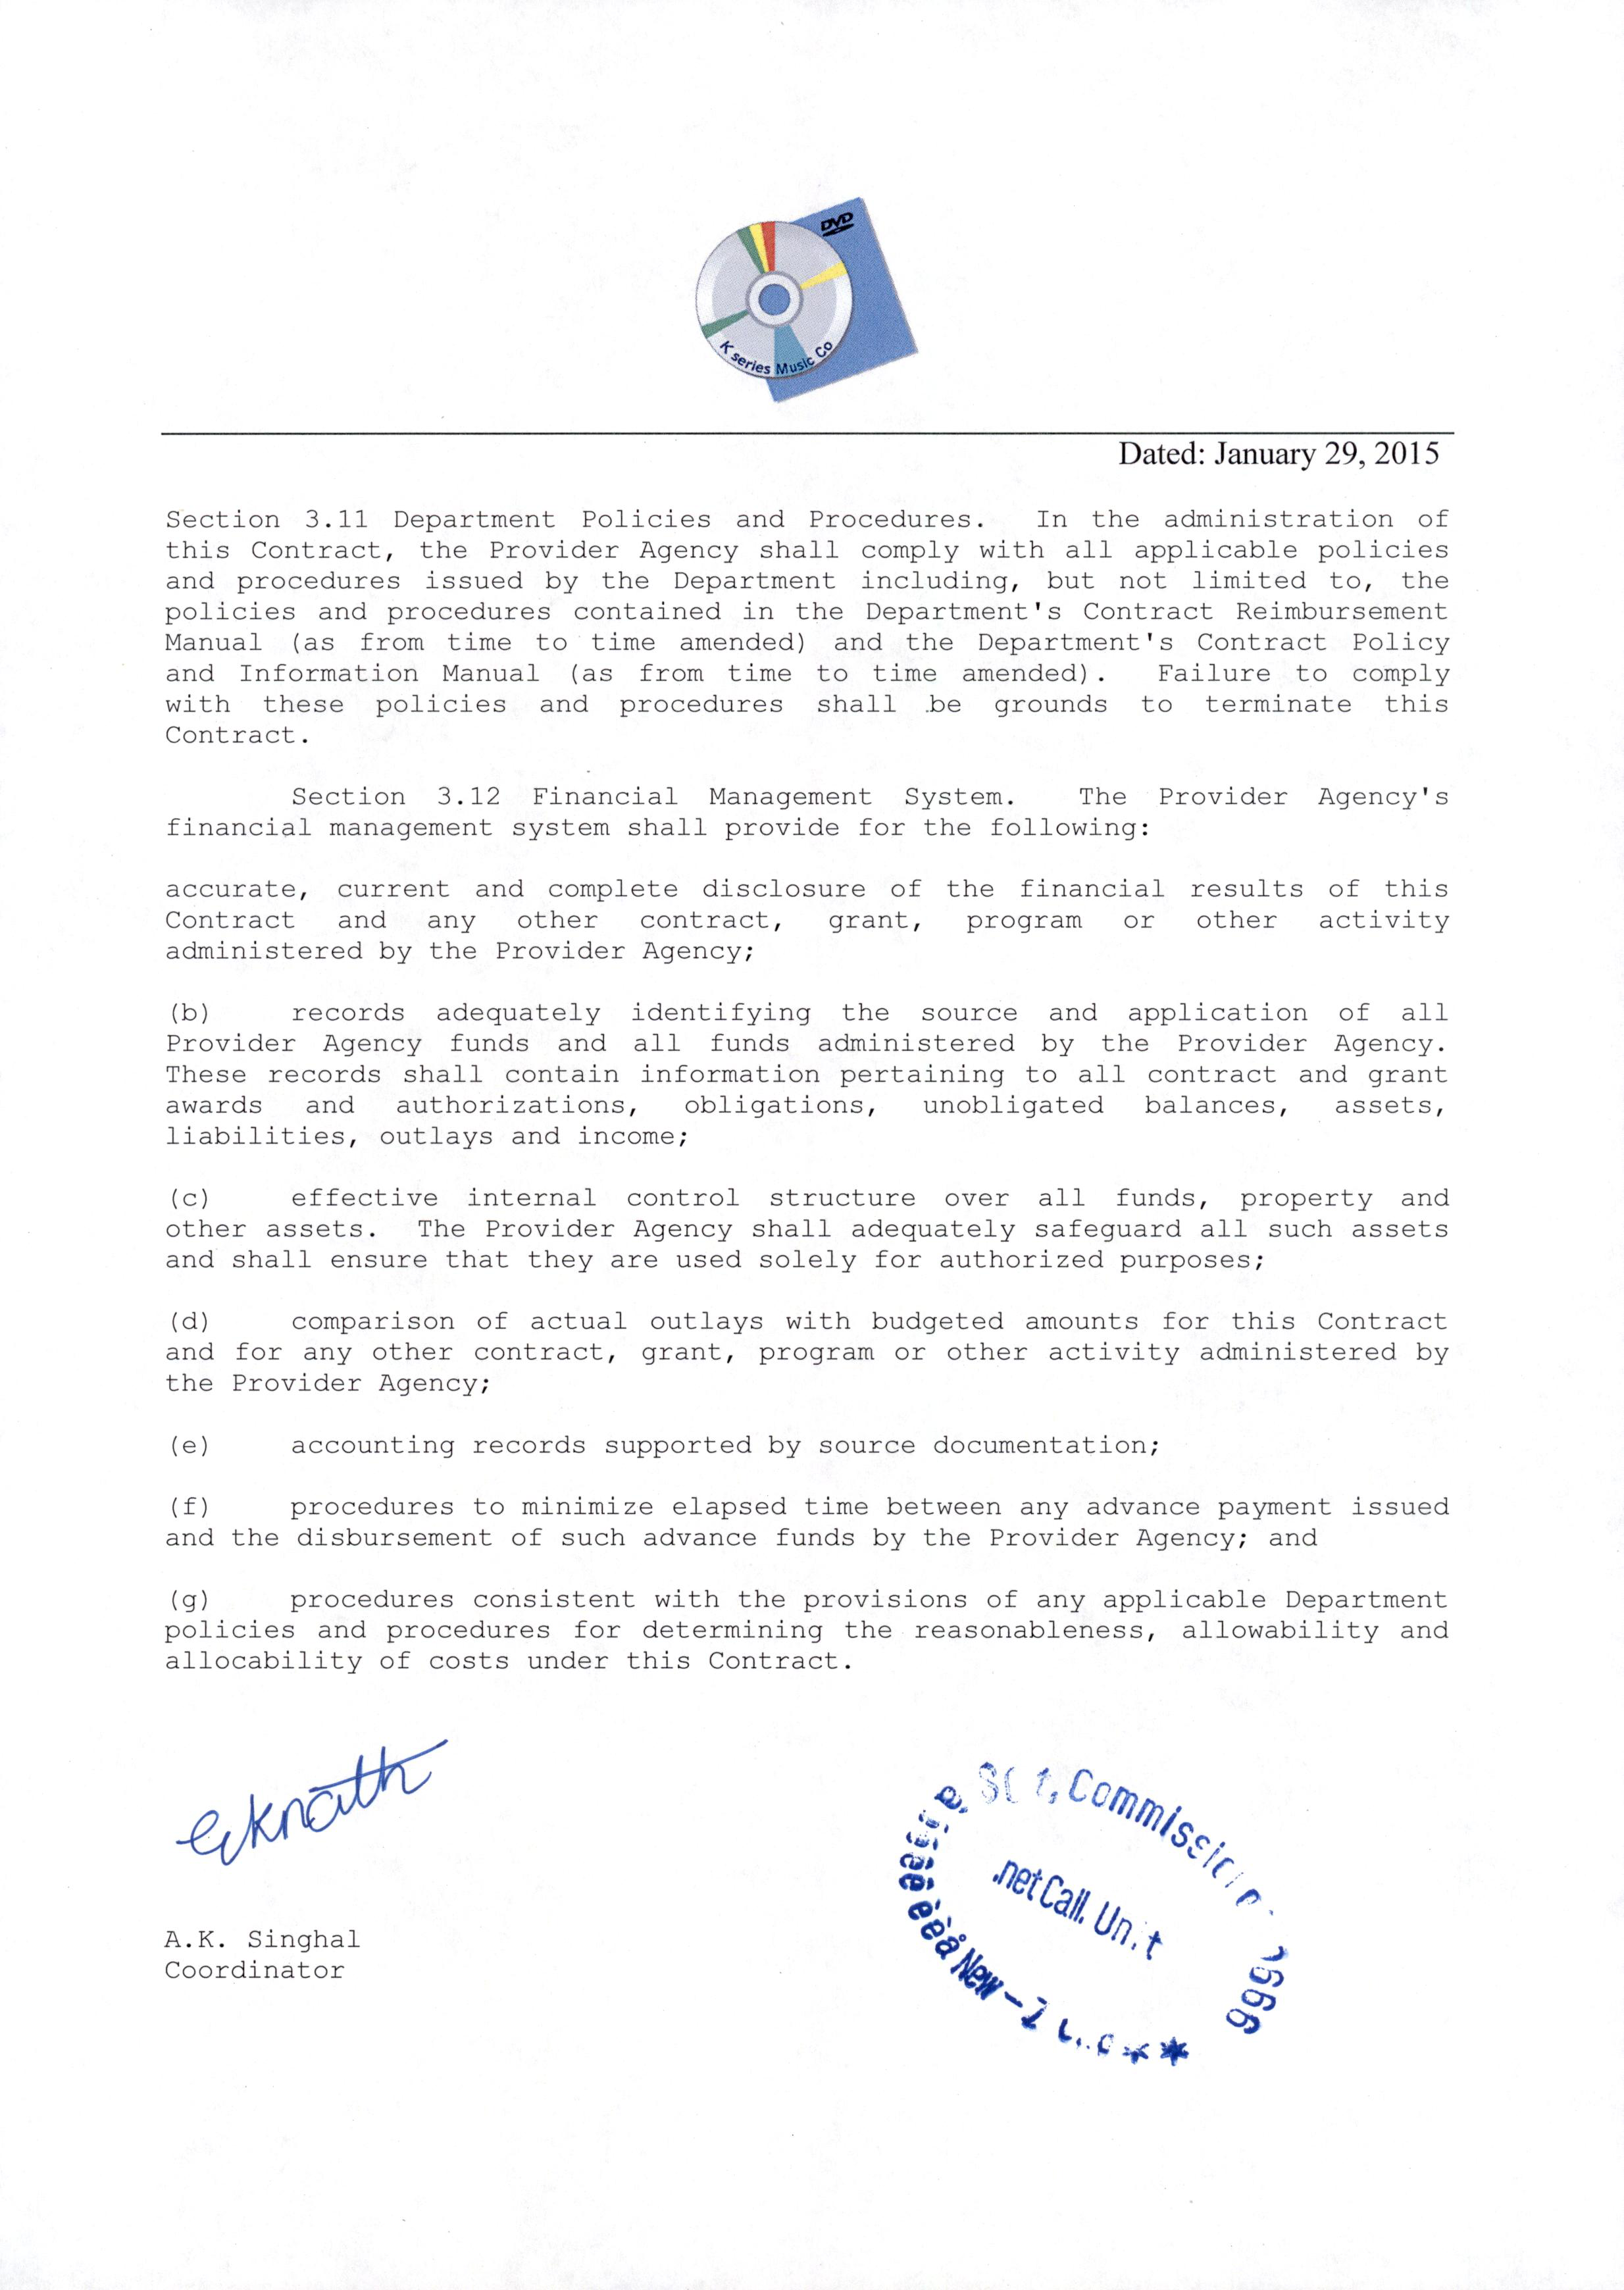 DVD
K series Music Co
Dated: January 29, 2015
Section 3.11 Department Policies and Procedures. In the administration of
this Contract, the Provider Agency shall comply with all applicable policies
and procedures issued by the Department including, but not limited to, the
policies and procedures contained in the Department's Contract Reimbursement
Manual (as from time to time amended) and the Department's Contract Policy
and Information Manual (as from time to time amended). Failure to comply
with these policies and procedures shall be grounds to terminate this
Contract.
Section 3.12 Financial Management System. The Provider Agency's
financial management system shall provide for the following:
accurate, current and complete disclosure of the financial results of this
Contract and any other contract, grant, program or other activity
administered by the Provider Agency;
(b) records adequately identifying the source and application of all
Provider Agency funds and all funds administered by the Provider Agency.
These records shall contain information pertaining to all contract and grant
awards and authorizations, obligations, unobligated balances, assets,
liabilities, outlays and income;
(c) effective internal control structure over all funds, property and
other assets. The Provider Agency shall adequately safeguard all such assets
and shall ensure that they are used solely for authorized purposes;
(d) comparison of actual outlays with budgeted amounts for this Contract
and for any other contract, grant, program or other activity administered by
the Provider Agency;
(e) accounting records supported by source documentation;
(f) procedures to minimize elapsed time between any advance payment issued
and the disbursement of such advance funds by the Provider Agency; and
(g) procedures consistent with the provisions of any applicable Department
policies and procedures for determining the reasonableness, allowability and
allocability of costs under this Contract.
Eknath
A.K. Singhal
Coordinator
.net Call. Un.t
New